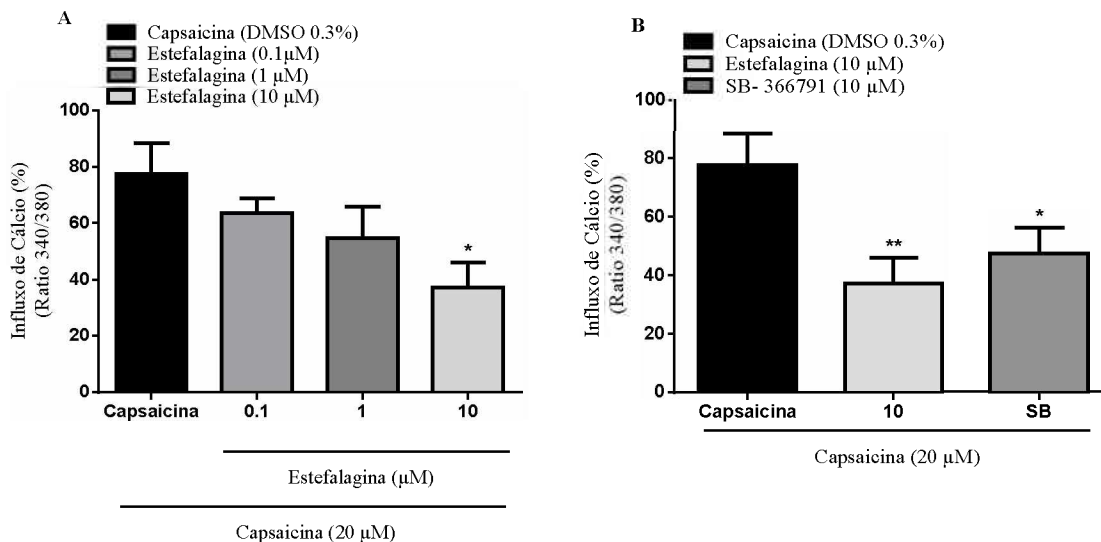 A
Capsaicina (DMSO 0.3%)
Estefalagina (0.1µM)
Estefalagina (1 µM)
Estefalagina (10 µM)
Influxo de Cálcio (%)
(Ratio 340/380)
100
80
60
40
20
0
*
Capsaicina 0.1 1 10
Estefalagina (µM)
Capsaicina (20 µM)
B
Capsaicina (DMSO 0.3%)
Estefalagina (10 µM)
SB- 366791 (10 µM)
Influxo de Cálcio (%)
(Ratio 340/380)
100
80
60
40
20
0
**
*
Capsaicina 10 SB
Capsaicina (20 µM)